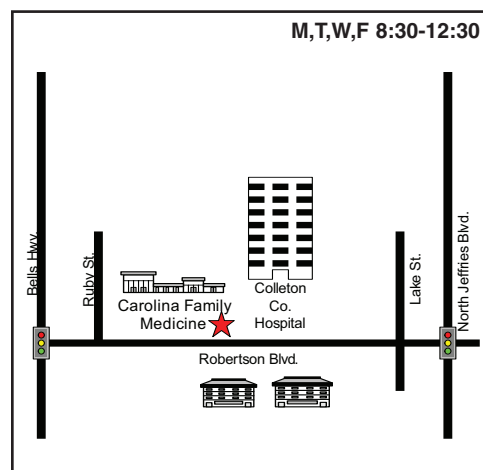 M,T,W,F 8:30-12:30
Bells Hwy.
Ruby St.
Carolina Family
Medicine
Colleton
Co.
Hospital
Lake St.
North Jeffries Blvd.
Robertson Blvd.